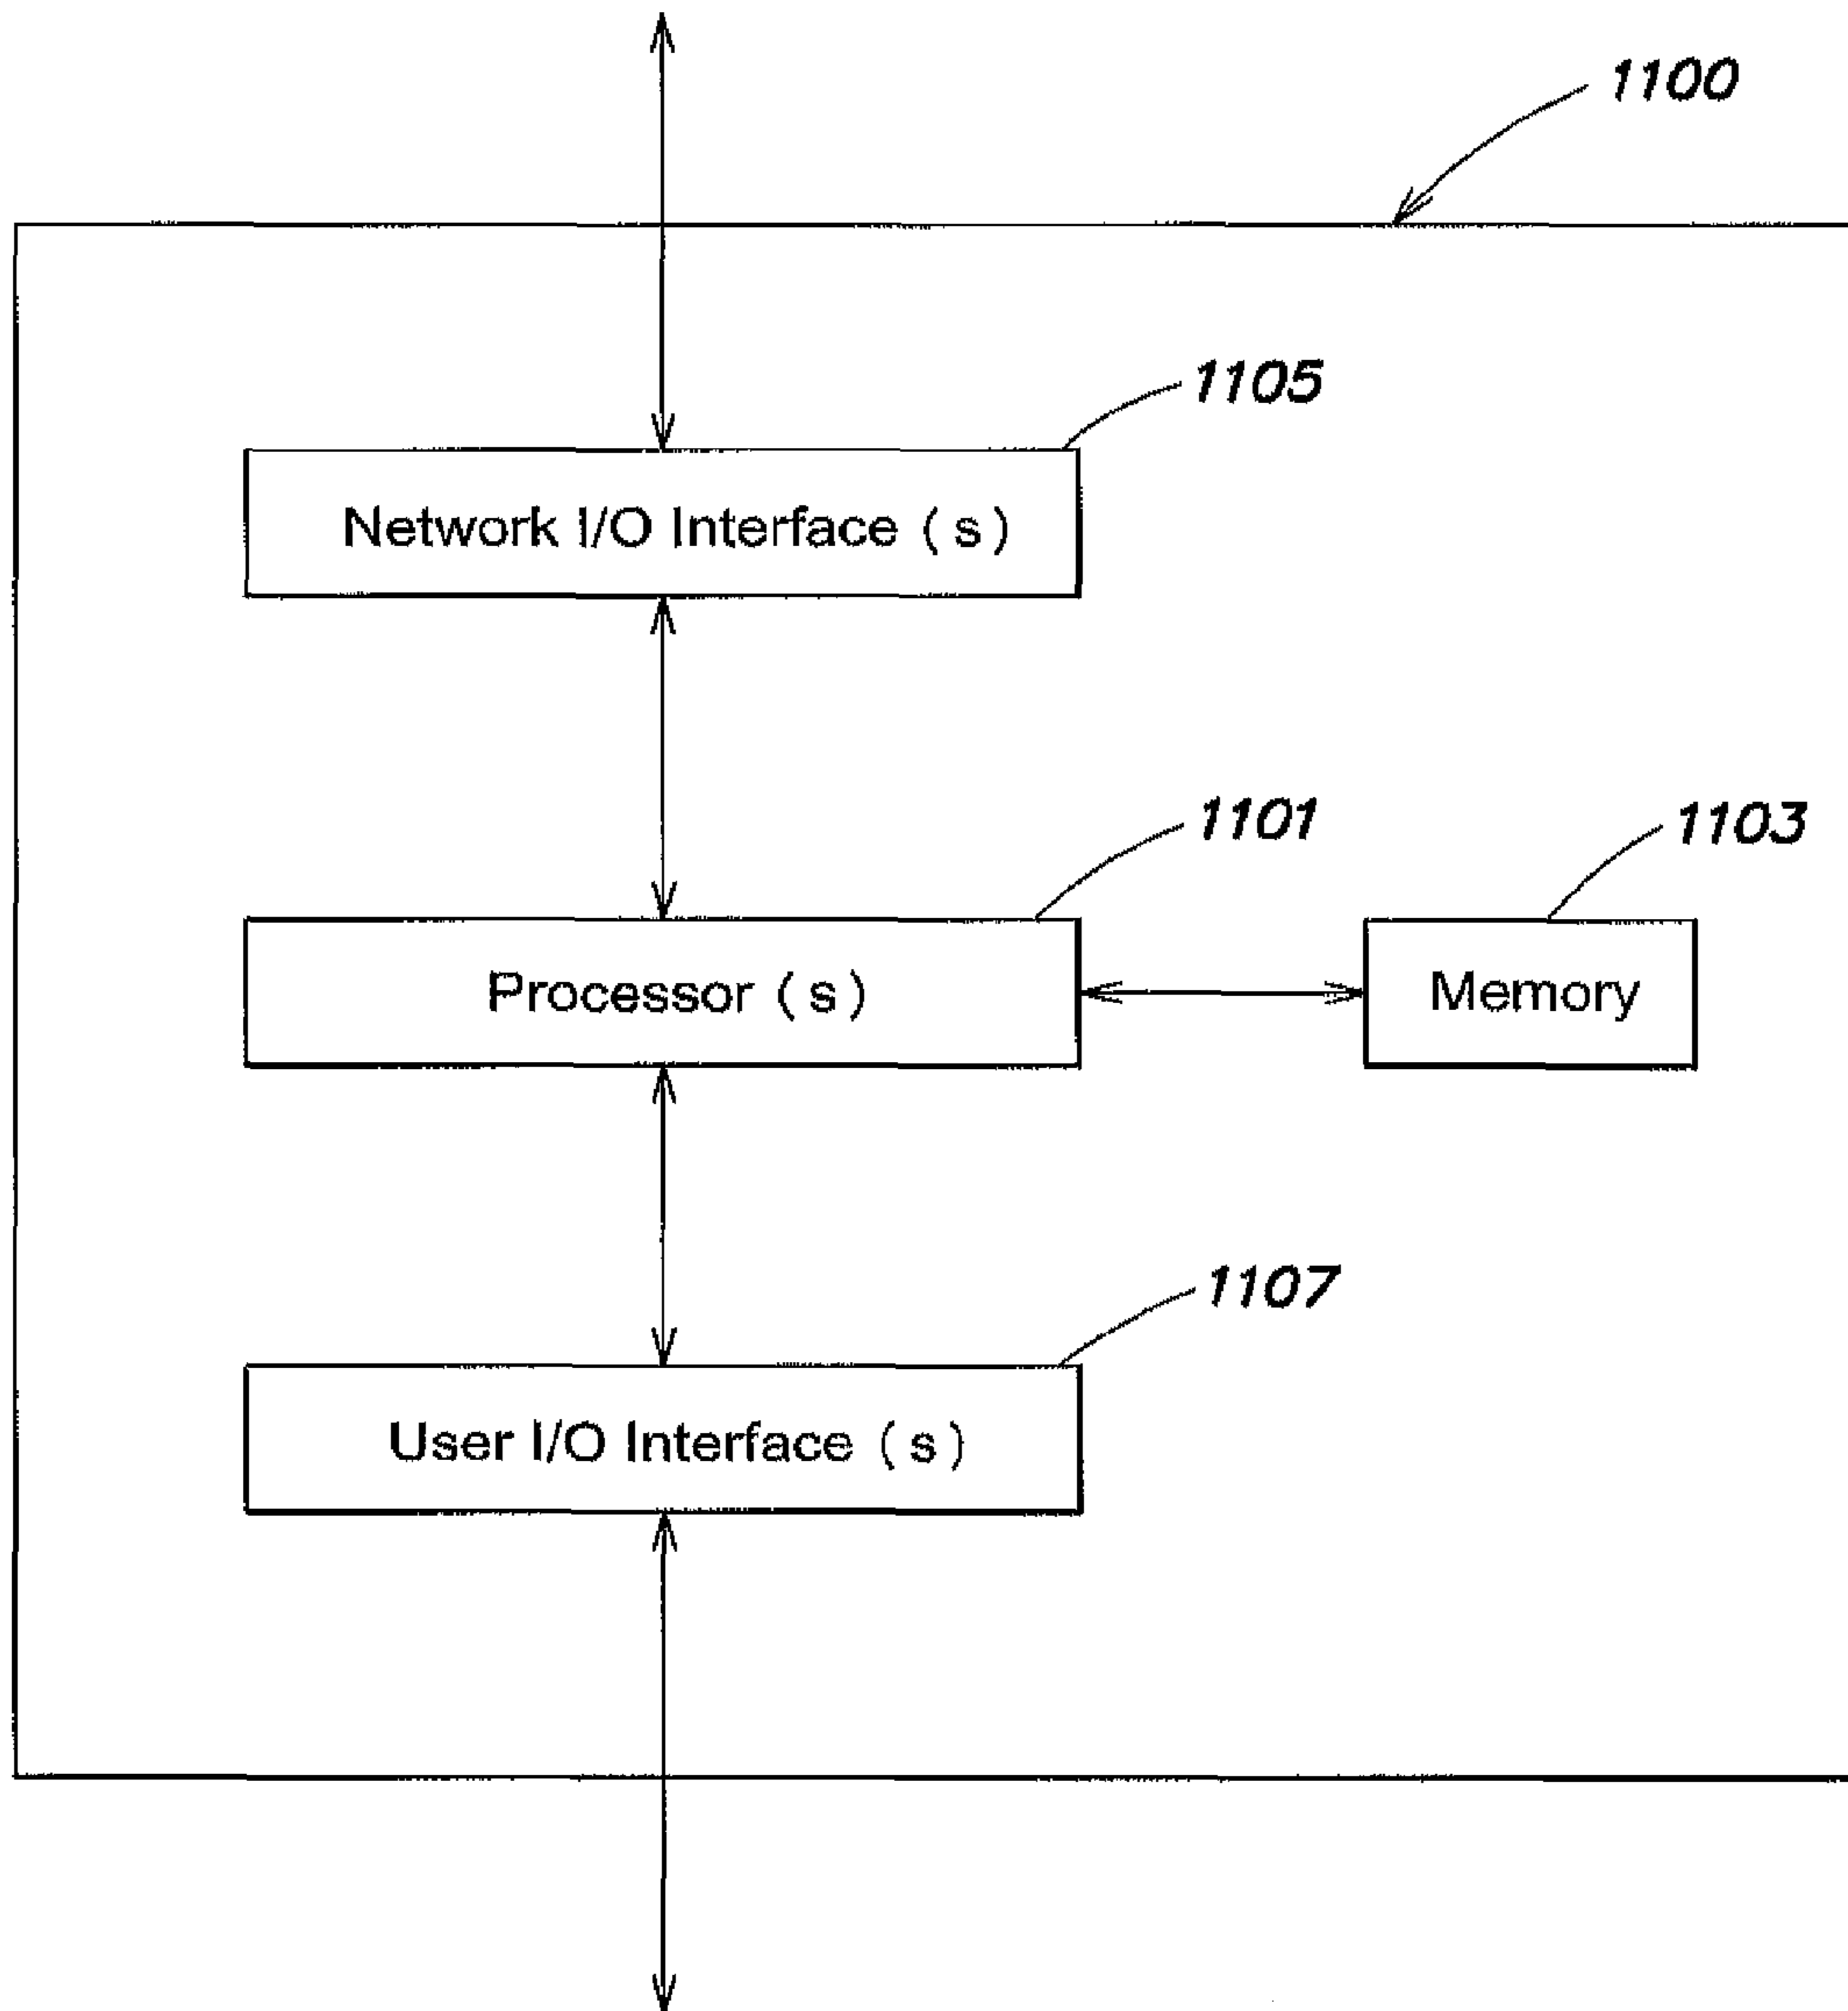 1100
1105
Network I/O Interface (s)
1101
1103
Processor (s)
Memory
1107
User I/O Interface (s)